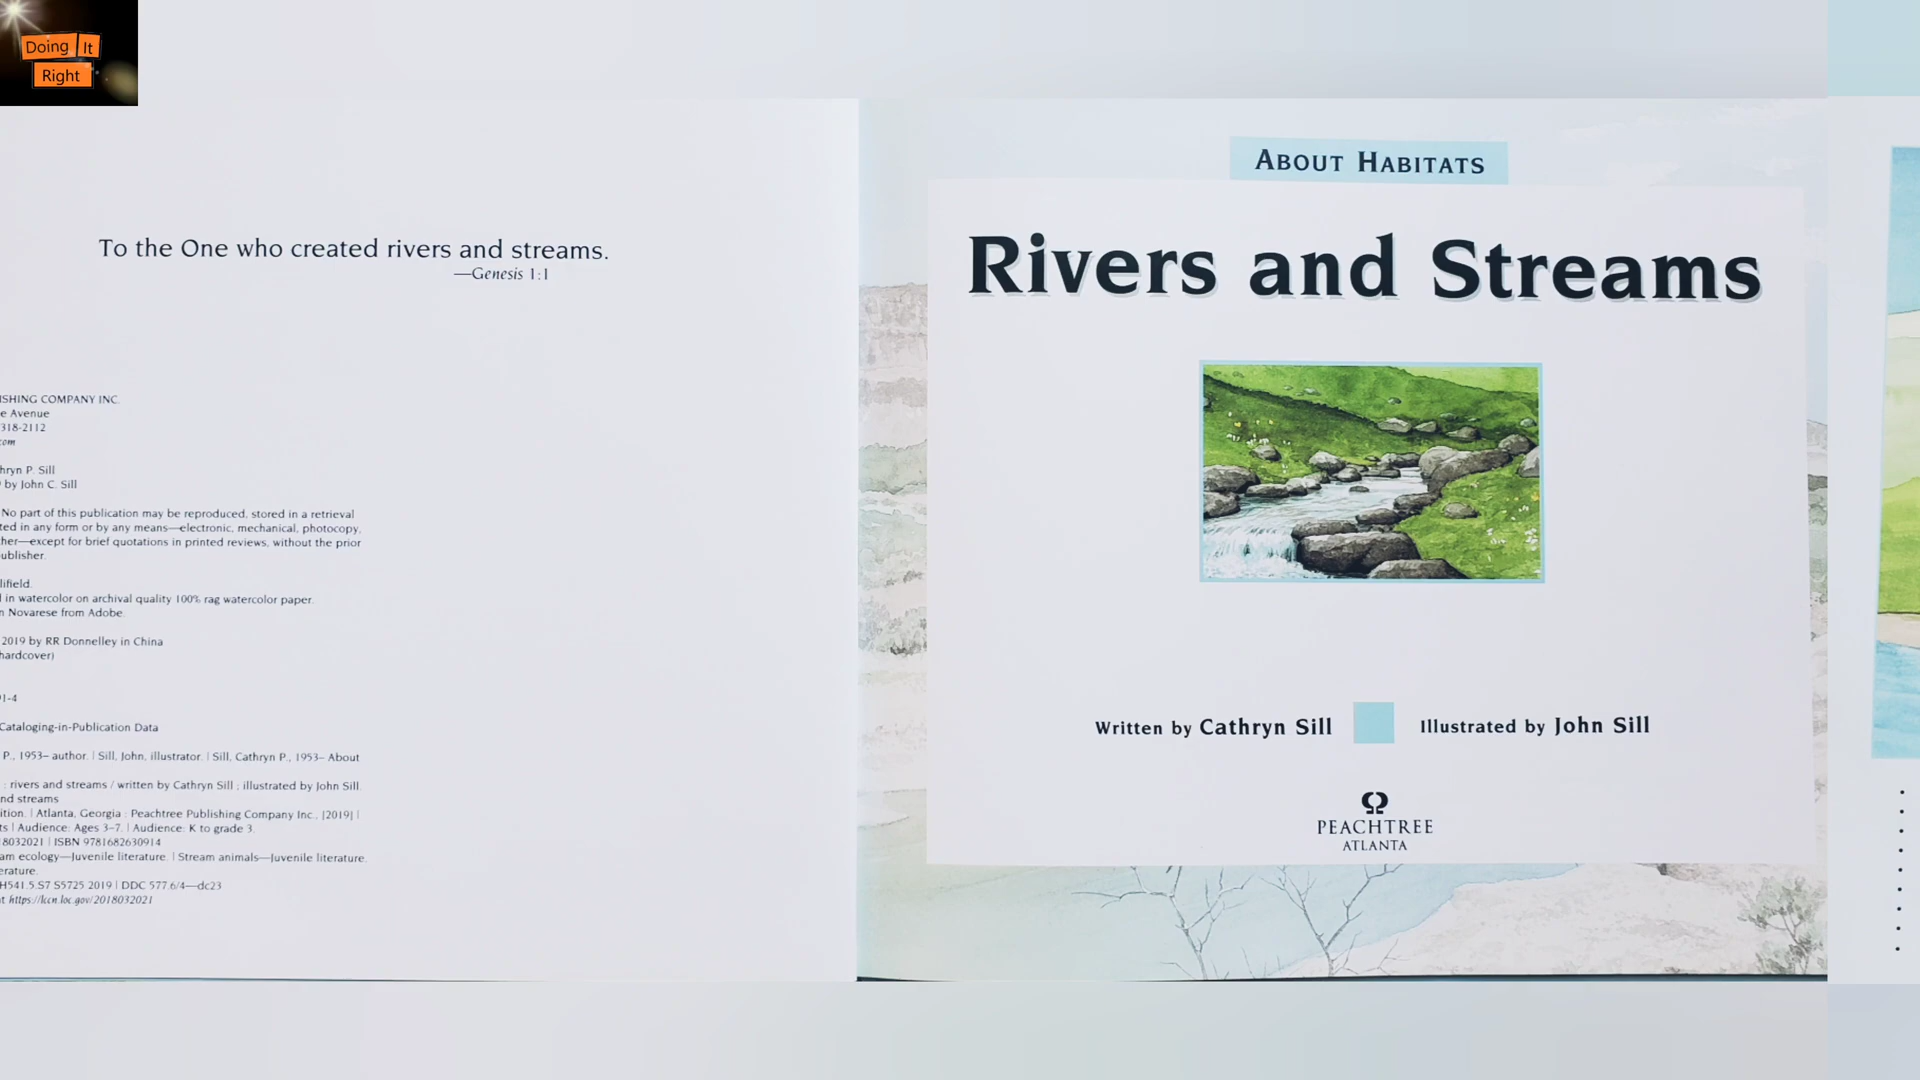 Doing It
Right
To the One who created rivers and streams.
—Genesis 1:1
ISHING COMPANY INC.
e Avenue
318-2112
com
hryn P. Sill
by John C. Sill
No part of this publication may be reproduced, stored in a retrieval
ted in any form or by any means—electronic, mechanical, photocopy,
her—except for brief quotations in printed reviews, without the prior
ublisher.
lifield.
in watercolor on archival quality 100% rag watercolor paper.
n Novarese from Adobe.
2019 by RR Donnelley in China
hardcover)
1-4
Cataloging-in-Publication Data
P., 1953– author. | Sill, John, illustrator. | Sill, Cathryn P., 1953– About
: rivers and streams / written by Cathryn Sill ; illustrated by John Sill.
nd streams
ition. | Atlanta, Georgia : Peachtree Publishing Company Inc., [2019] |
ts | Audience: Ages 3–7. | Audience: K to grade 3.
18032021 | ISBN 9781682630914
am ecology—Juvenile literature. | Stream animals—Juvenile literature.
erature.
H541.5.S7 S5725 2019 | DDC 577.6/4—dc23
t https://lccn.loc.gov/2018032021
ABOUT HABITATS
Rivers and Streams
Written by Cathryn Sill
Illustrated by John Sill
PEACHTREE
ATLANTA